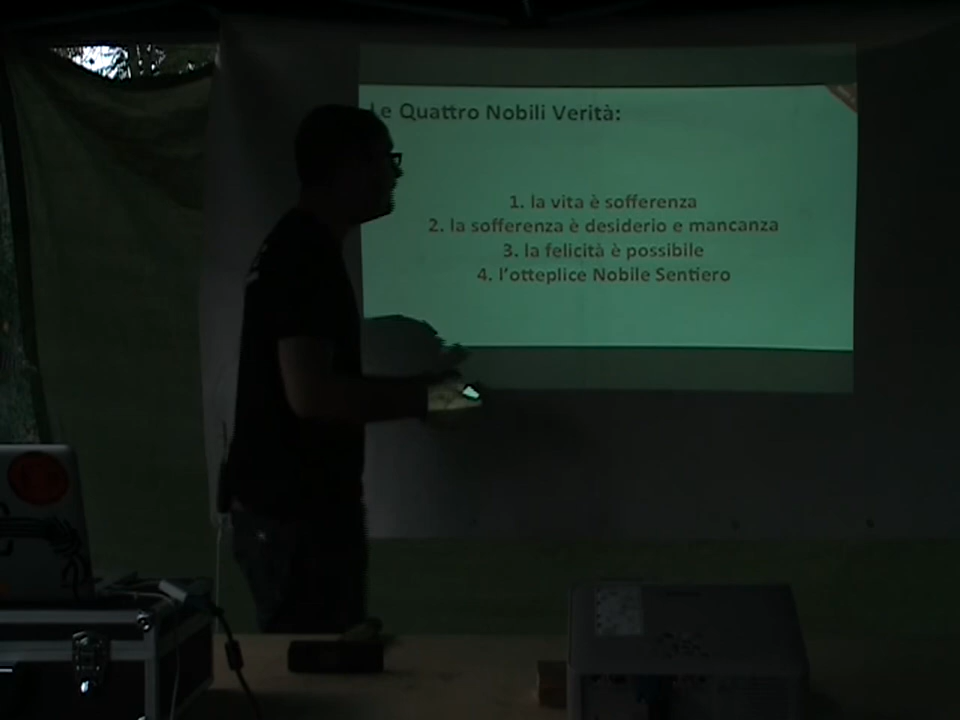 Le Quattro Nobili Verità:
1. la vita è sofferenza
2. la sofferenza è desiderio e mancanza
3. la felicità è possibile
4. l'otteplice Nobile Sentiero